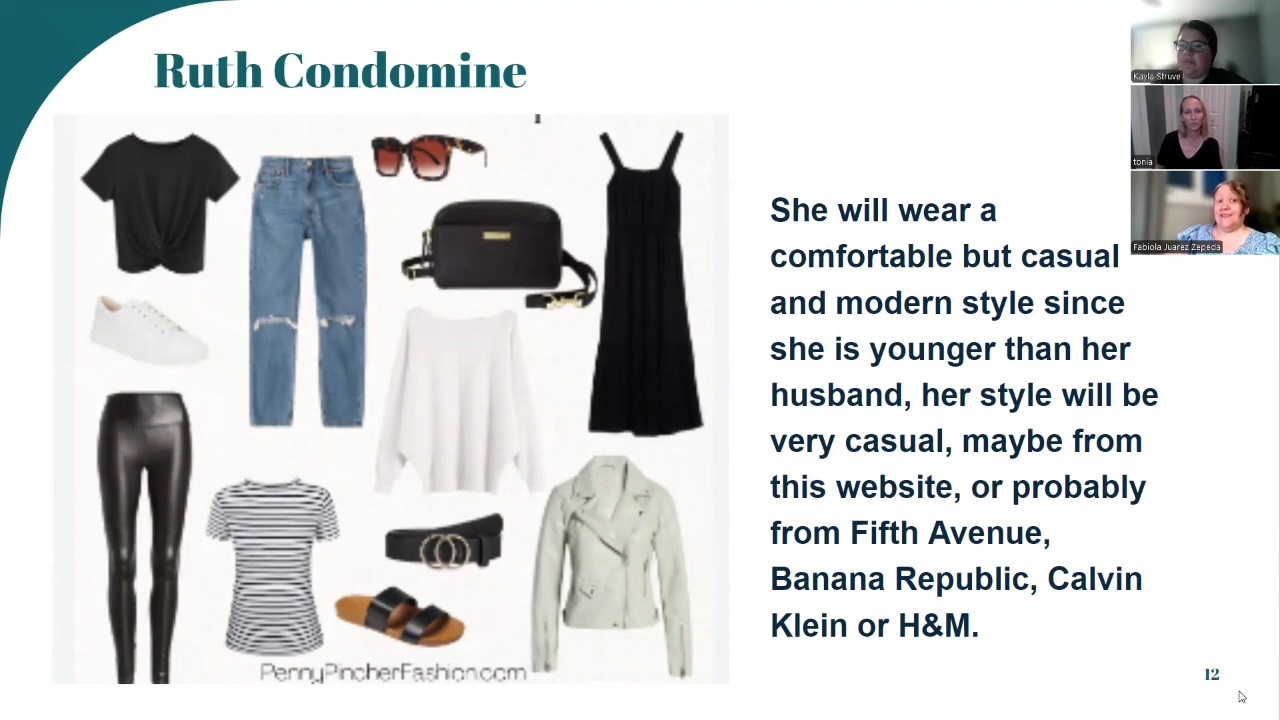 Ruth Condomine
Kayla Struve
tonia
Fabiola Juarez Zepeda
She will wear a
comfortable but casual
and modern style since
she is younger than her
husband, her style will be
very casual, maybe from
this website, or probably
from Fifth Avenue,
Banana Republic, Calvin
Klein or H&M.
PennyPincherFashion.com
12